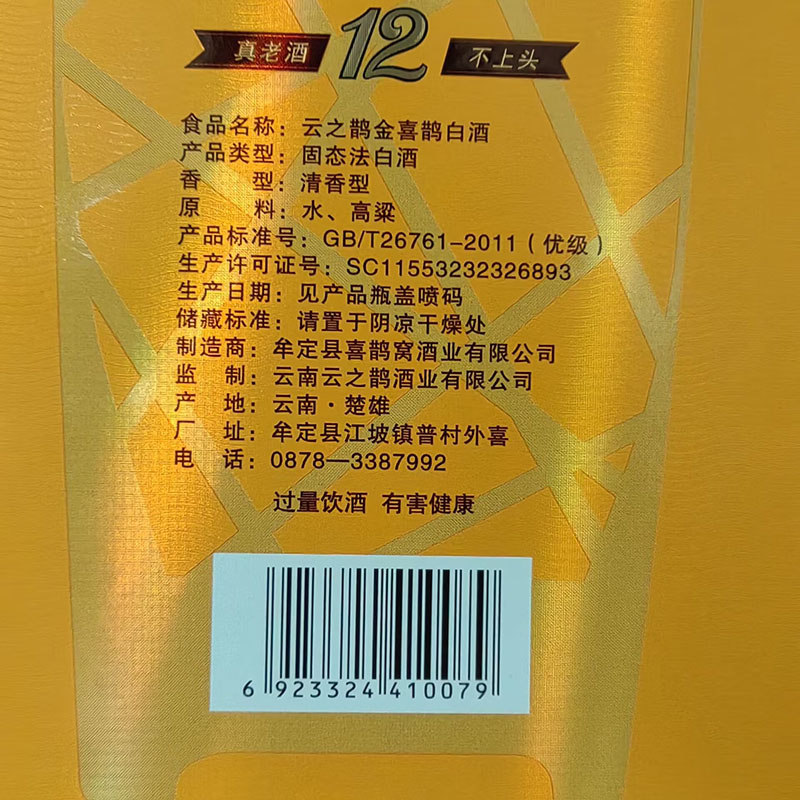 真老酒 12 不上头
食品名称：云之鹊金喜鹊白酒
产品类型：固态法白酒
香 型：清香型
原 料：水、高粱
产品标准号：GB/T26761-2011（优级）
生产许可证号：SC11553232326893
生产日期：见产品瓶盖喷码
储藏标准：请置于阴凉干燥处
制造商：牟定县喜鹊窝酒业有限公司
监 制：云南云之鹊酒业有限公司
产 地：云南·楚雄
厂 址：牟定县江坡镇普村外喜
电 话：0878—3387992
过量饮酒 有害健康
6 923324 410079